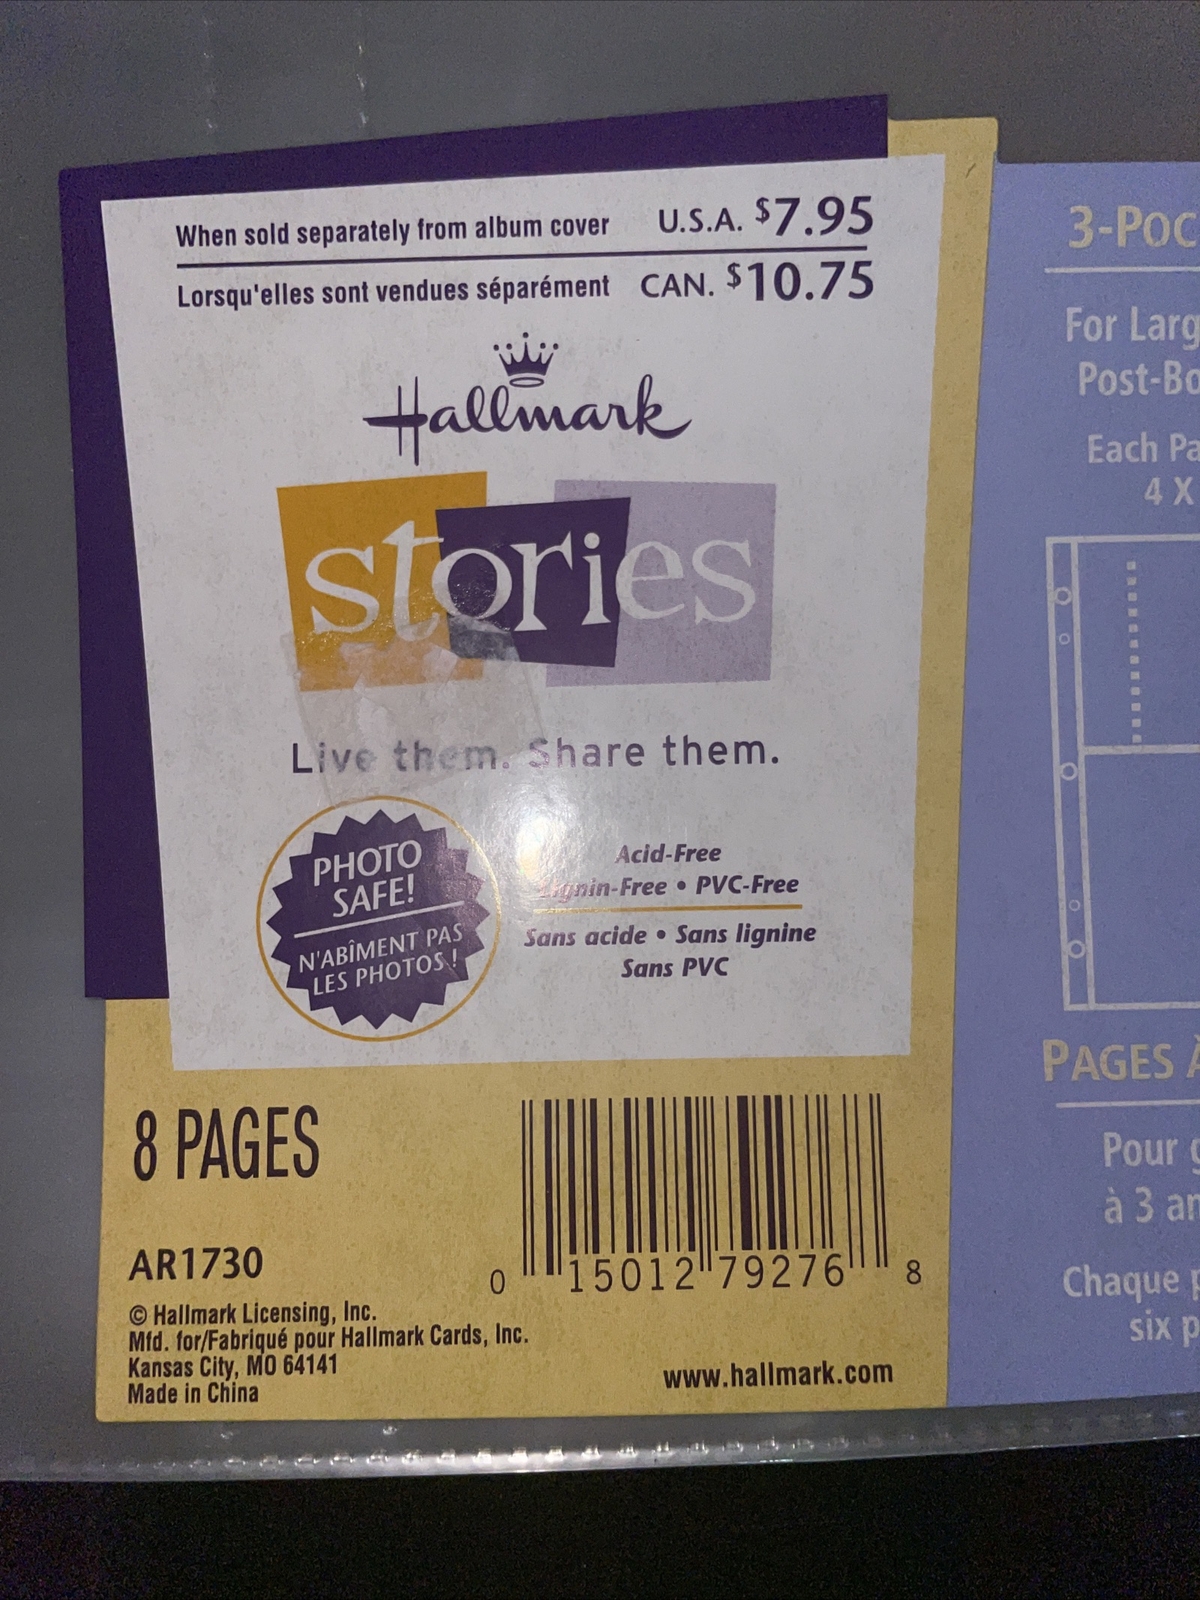 When sold separately from album cover U.S.A. $7.95
Lorsqu'elles sont vendues séparément CAN. $10.75
Hallmark
stories
Live them. Share them.
PHOTO
SAFE!
N'ABÎMENT PAS
LES PHOTOS!
Acid-Free
Lignin-Free • PVC-Free
Sans acide • Sans lignine
Sans PVC
8 PAGES
AR1730
© Hallmark Licensing, Inc.
Mfd. for/Fabriqué pour Hallmark Cards, Inc.
Kansas City, MO 64141
Made in China
0 15012 79276 8
www.hallmark.com
3-POC
For Larg
Post-Bo
Each Pa
4 X
PAGES À
Pour g
à 3 an
Chaque p
six p